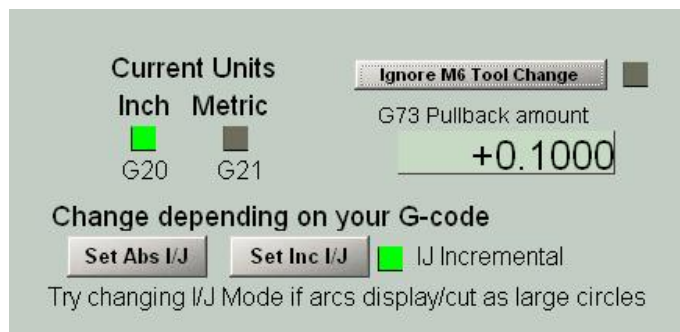 Current Units
Ignore M6 Tool Change
Inch Metric
G73 Pullback amount
+0.1000
G20 G21
Change depending on your G-code
Set Abs I/J Set Inc I/J IJ Incremental
Try changing I/J Mode if arcs display/cut as large circles